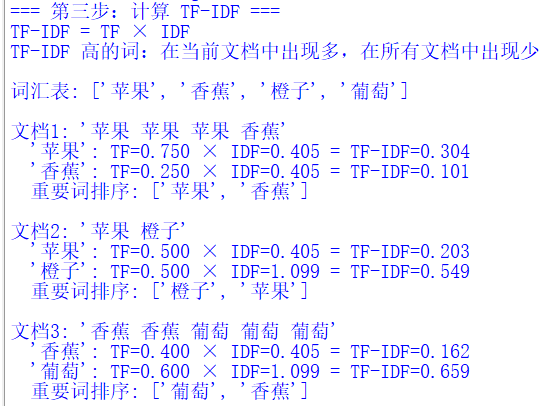 === 第三步：计算 TF-IDF ===
TF-IDF = TF × IDF
TF-IDF 高的词：在当前文档中出现多，在所有文档中出现少
词汇表: ['苹果', '香蕉', '橙子', '葡萄']
文档1: '苹果 苹果 苹果 香蕉'
'苹果': TF=0.750 × IDF=0.405 = TF-IDF=0.304
'香蕉': TF=0.250 × IDF=0.405 = TF-IDF=0.101
重要词排序: ['苹果', '香蕉']
文档2: '苹果 橙子'
'苹果': TF=0.500 × IDF=0.405 = TF-IDF=0.203
'橙子': TF=0.500 × IDF=1.099 = TF-IDF=0.549
重要词排序: ['橙子', '苹果']
文档3: '香蕉 香蕉 葡萄 葡萄 葡萄'
'香蕉': TF=0.400 × IDF=0.405 = TF-IDF=0.162
'葡萄': TF=0.600 × IDF=1.099 = TF-IDF=0.659
重要词排序: ['葡萄', '香蕉']